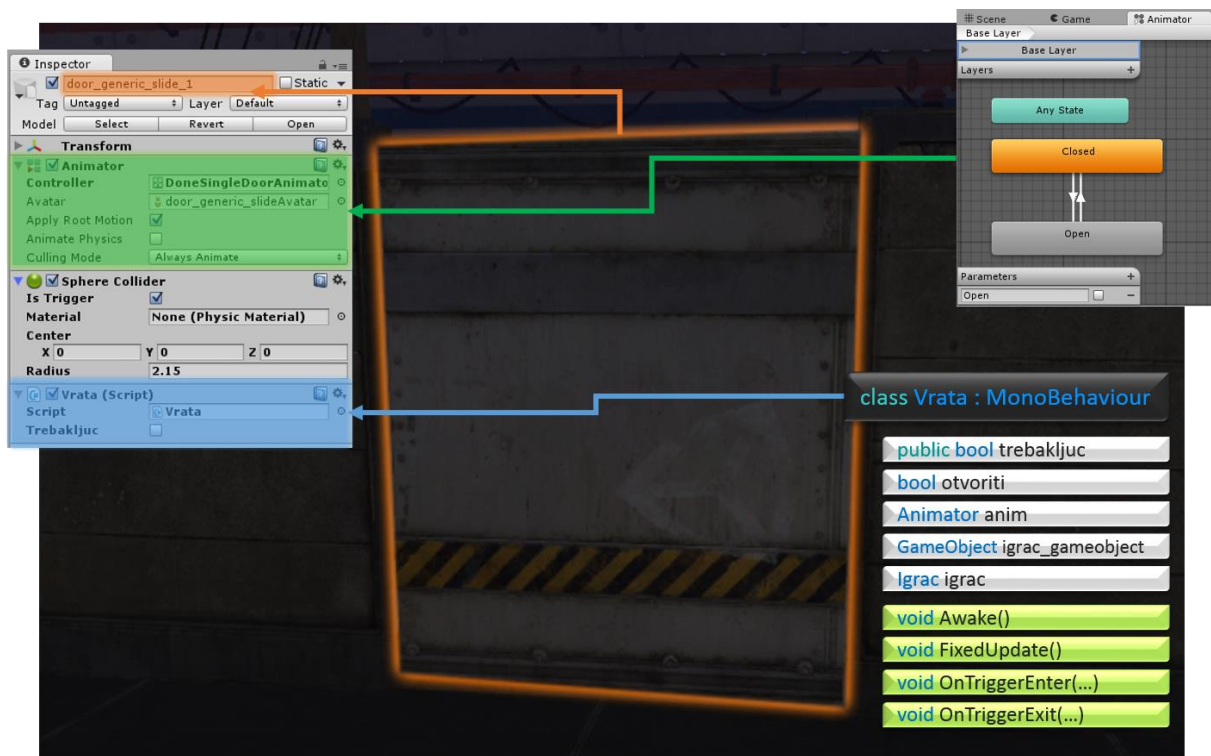 Inspector
door_generic_slide_1 Static
Tag Untagged Layer Default
Model Select Revert Open
Transform
Animator
Controller DoneSingleDoorAnimato
Avatar door_generic_slideAvatar
Apply Root Motion
Animate Physics
Culling Mode Always Animate
Sphere Collider
Is Trigger
Material None (Physic Material)
Center
X 0 Y 0 Z 0
Radius 2.15
Vrata (Script)
Script Vrata
Trebakljuc
Scene Game Animator
Base Layer
Base Layer
Layers +
Any State
Closed
Open
Parameters +
Open −
class Vrata : MonoBehaviour
public bool trebakljuc
bool otvoriti
Animator anim
GameObject igrac_gameobject
Igrac igrac
void Awake()
void FixedUpdate()
void OnTriggerEnter(...)
void OnTriggerExit(...)